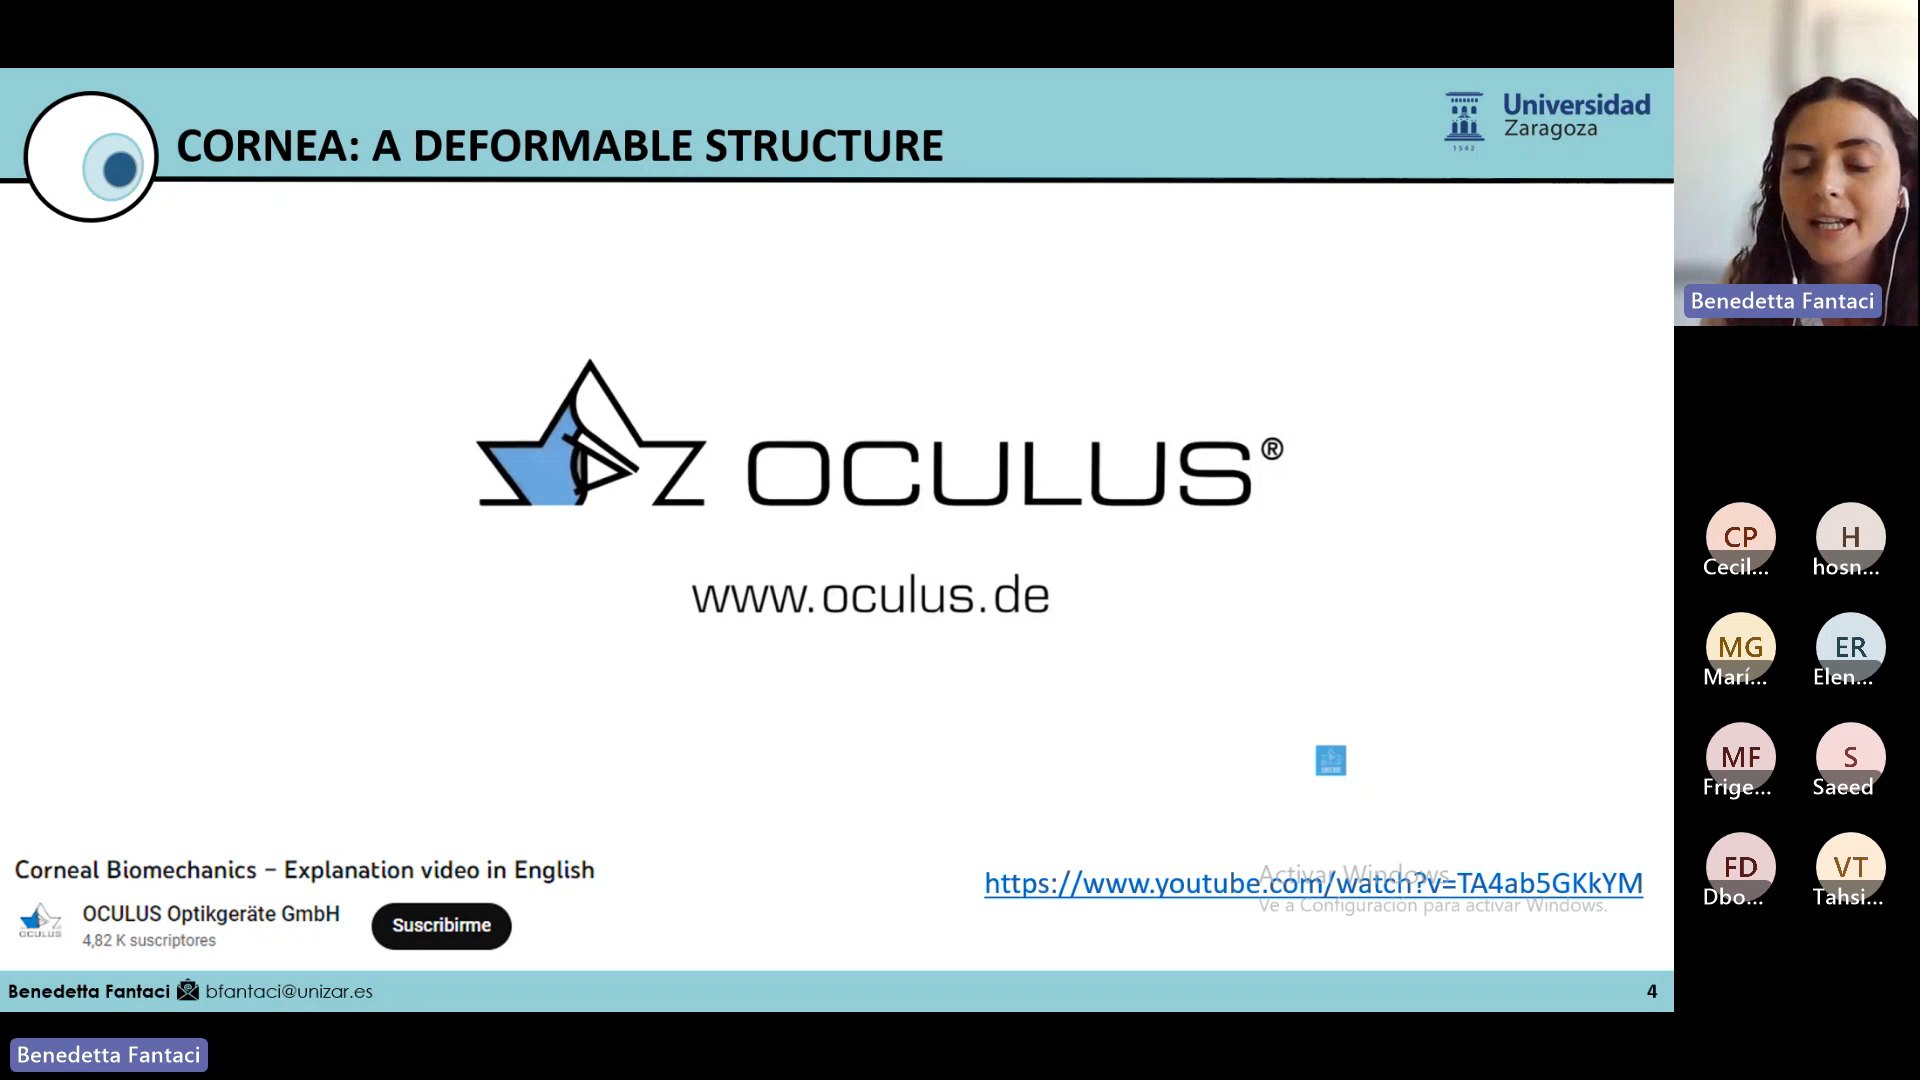 CORNEA: A DEFORMABLE STRUCTURE
Universidad
Zaragoza
1542
Benedetta Fantaci
OCULUS®
www.oculus.de
CP
Cecil...
H
hosn...
MG
Marí...
ER
Elen...
MF
Frige...
S
Saeed
FD
Dbo...
VT
Tahsi...
Corneal Biomechanics – Explanation video in English
OCULUS
OCULUS Optikgeräte GmbH
4,82 K suscriptores
Suscribirme
https://www.youtube.com/watch?v=TA4ab5GKkYM
Activar Windows
Ve a Configuración para activar Windows.
Benedetta Fantaci bfantaci@unizar.es
4
Benedetta Fantaci